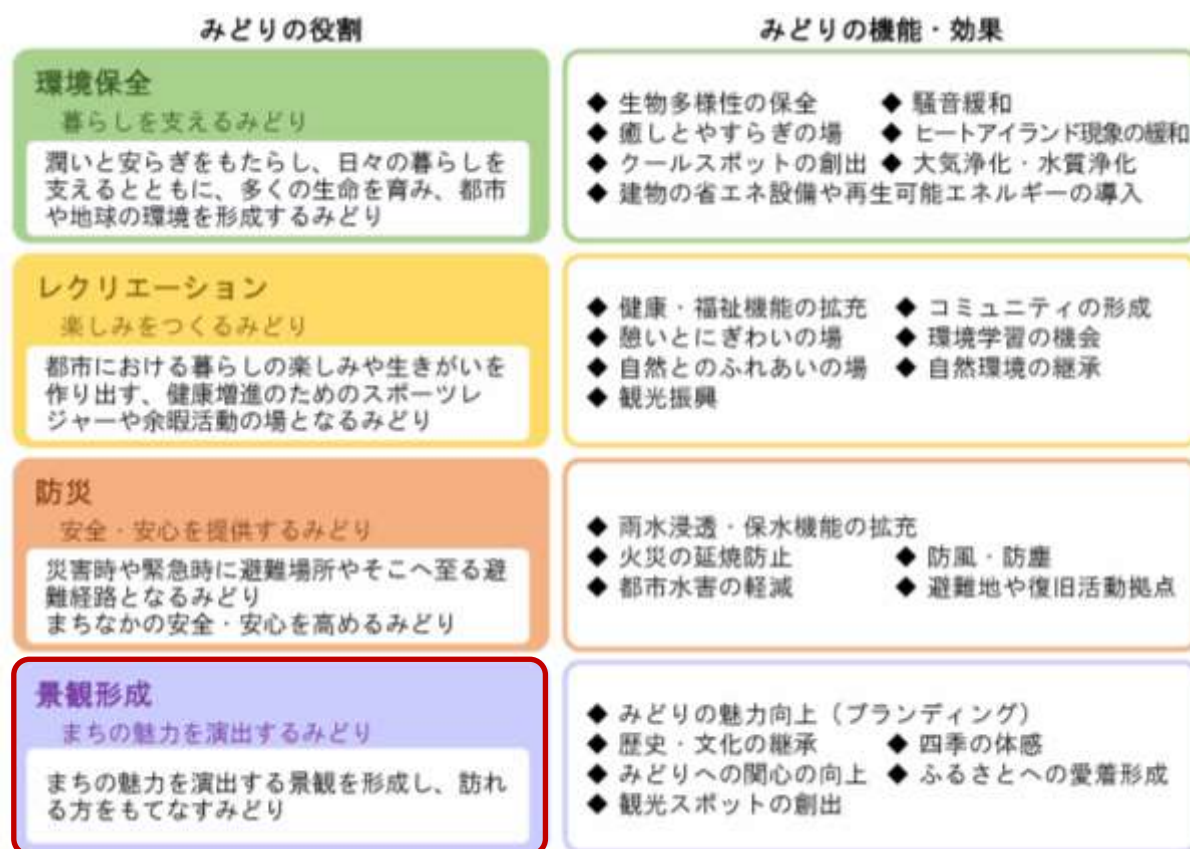 みどりの役割
みどりの機能・効果
環境保全
暮らしを支えるみどり
潤いと安らぎをもたらし、日々の暮らしを
支えるとともに、多くの生命を育み、都市
や地球の環境を形成するみどり
◆ 生物多様性の保全 ◆ 騒音緩和
◆ 癒しとやすらぎの場 ◆ ヒートアイランド現象の緩和
◆ クールスポットの創出 ◆ 大気浄化・水質浄化
◆ 建物の省エネ設備や再生可能エネルギーの導入
レクリエーション
楽しみをつくるみどり
都市における暮らしの楽しみや生きがいを
作り出す、健康増進のためのスポーツレ
ジャーや余暇活動の場となるみどり
◆ 健康・福祉機能の拡充 ◆ コミュニティの形成
◆ 憩いとにぎわいの場 ◆ 環境学習の機会
◆ 自然とのふれあいの場 ◆ 自然環境の継承
◆ 観光振興
防災
安全・安心を提供するみどり
災害時や緊急時に避難場所やそこへ至る避
難経路となるみどり
まちなかの安全・安心を高めるみどり
◆ 雨水浸透・保水機能の拡充
◆ 火災の延焼防止 ◆ 防風・防塵
◆ 都市水害の軽減 ◆ 避難地や復旧活動拠点
景観形成
まちの魅力を演出するみどり
まちの魅力を演出する景観を形成し、訪れ
る方をもてなすみどり
◆ みどりの魅力向上（ブランディング）
◆ 歴史・文化の継承 ◆ 四季の体感
◆ みどりへの関心の向上 ◆ ふるさとへの愛着形成
◆ 観光スポットの創出